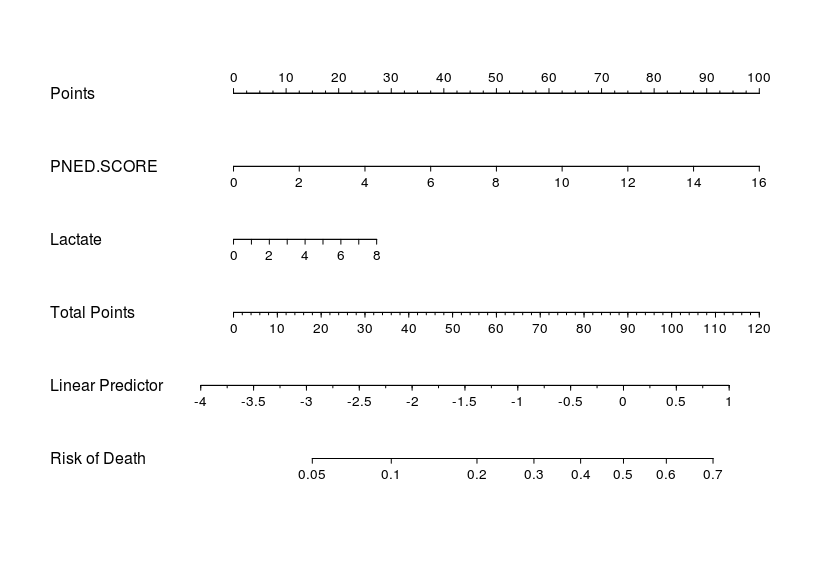 0 10 20 30 40 50 60 70 80 90 100
Points
PNED.SCORE
0 2 4 6 8 10 12 14 16
Lactate
0 2 4 6 8
Total Points
0 10 20 30 40 50 60 70 80 90 100 110 120
Linear Predictor
-4 -3.5 -3 -2.5 -2 -1.5 -1 -0.5 0 0.5 1
Risk of Death
0.05 0.1 0.2 0.3 0.4 0.5 0.6 0.7